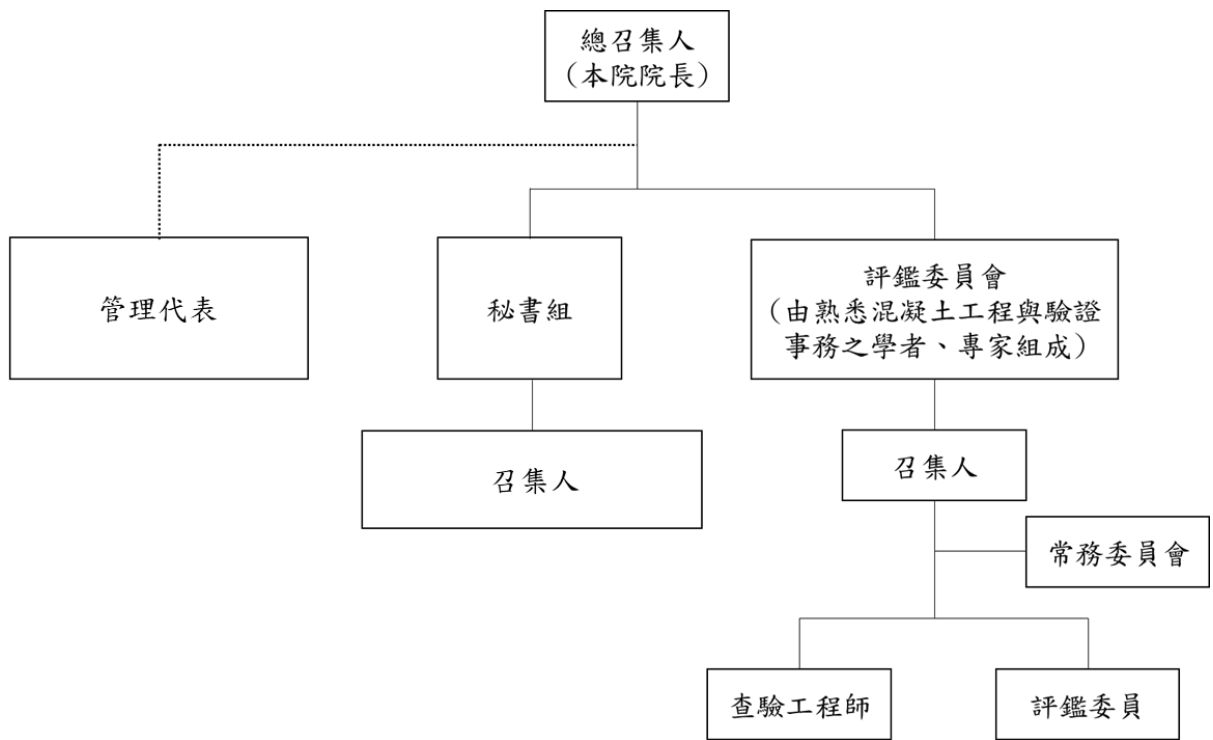 總召集人
（本院院長）
管理代表
秘書組
評鑑委員會
（由熟悉混凝土工程與驗證
事務之學者、專家組成）
召集人
召集人
常務委員會
查驗工程師
評鑑委員